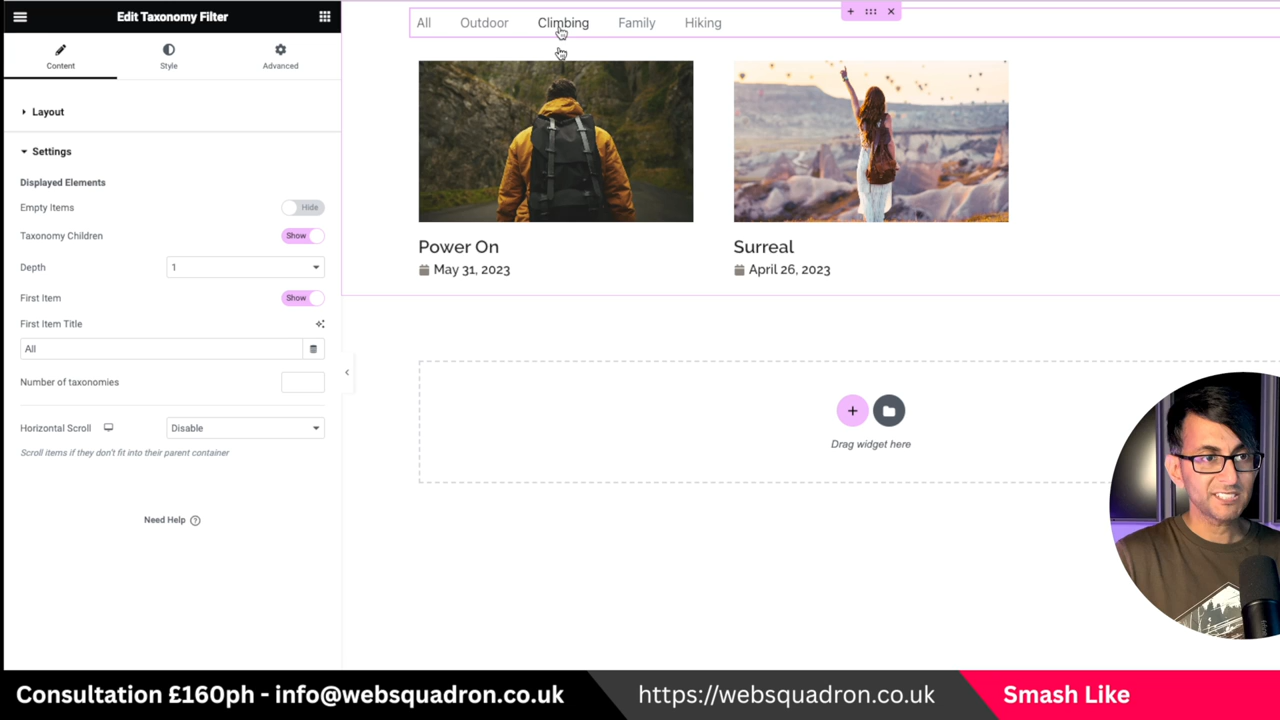 Edit Taxonomy Filter
Content
Style
Advanced
Layout
Settings
Displayed Elements
Empty Items
Hide
Taxonomy Children
Show
Depth
1
First Item
Show
First Item Title
All
Number of taxonomies
Horizontal Scroll
Disable
Scroll items if they don't fit into their parent container
Need Help
All Outdoor Climbing Family Hiking
Power On
May 31, 2023
Surreal
April 26, 2023
Drag widget here
Consultation £160ph - info@websquadron.co.uk
https://websquadron.co.uk
Smash Like